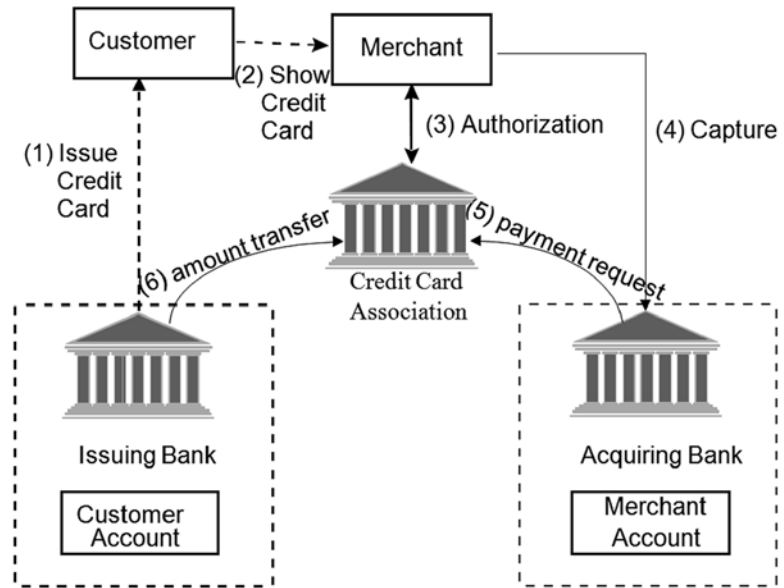 Customer
Merchant
(2) Show
Credit
Card
(3) Authorization
(4) Capture
(1) Issue
Credit
Card
(6) amount transfer
(5) payment request
Credit Card
Association
Issuing Bank
Acquiring Bank
Customer
Account
Merchant
Account